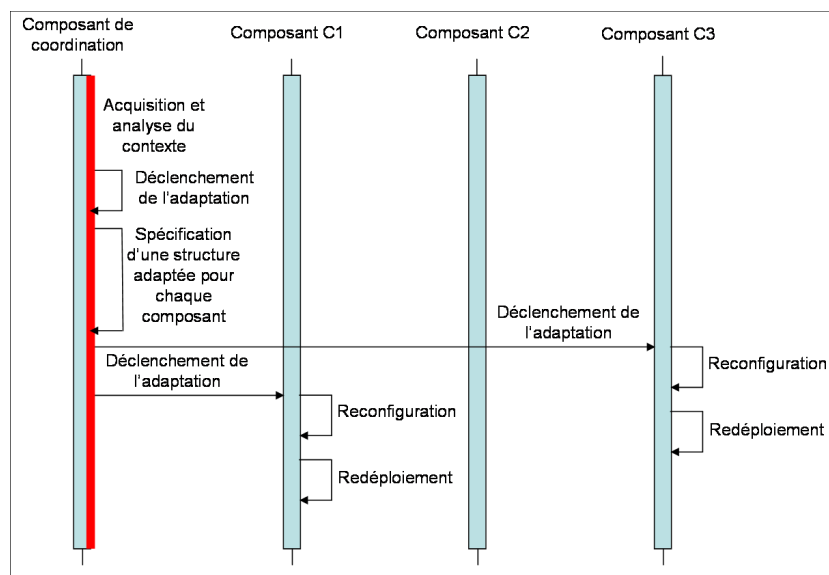 Composant de
coordination
Composant C1
Composant C2
Composant C3
Acquisition et
analyse du
contexte
Déclenchement
de l'adaptation
Spécification
d'une structure
adaptée pour
chaque
composant
Déclenchement de
l'adaptation
Reconfiguration
Déclenchement de
l'adaptation
Reconfiguration
Redéploiement
Redéploiement